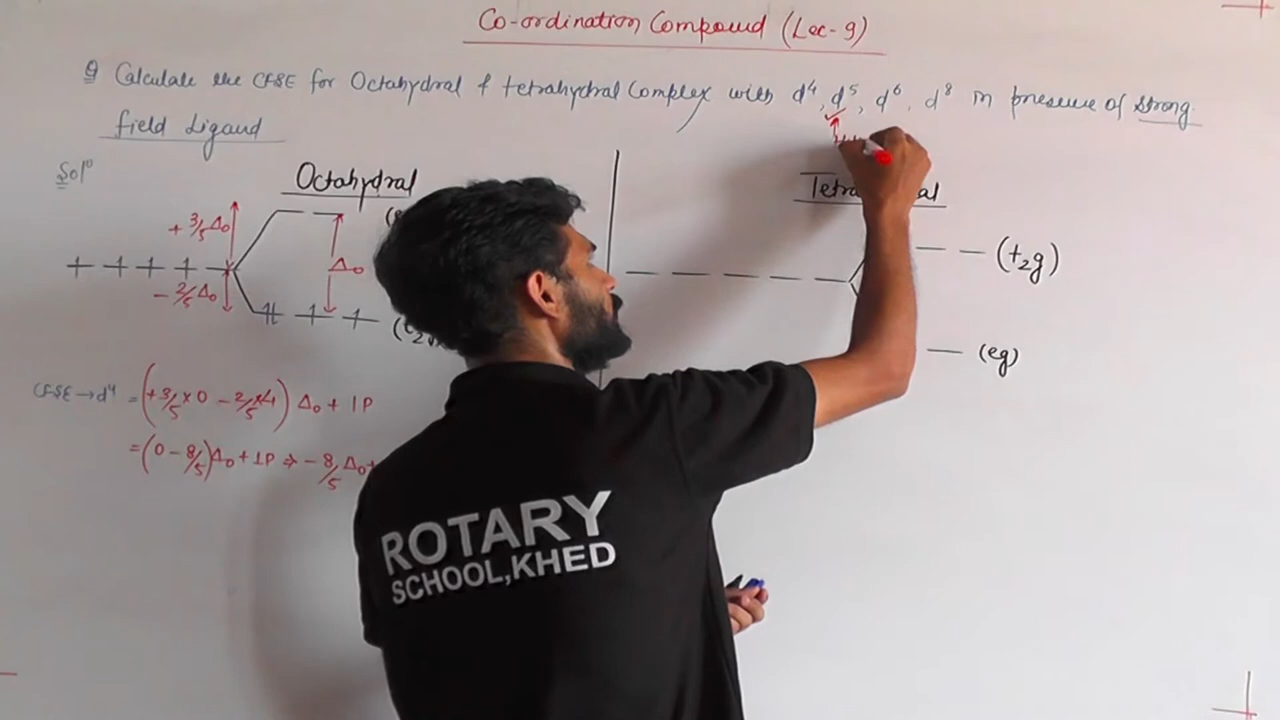 Co-ordination Compound (Lec-9)
Q Calculate the CFSE for Octahydral & tetrahydral Complex with d⁴, d⁵, d⁶, d⁸ in presence of strong
field Ligand
Solⁿ
Octahydral
+ 3/5 Δo
Δo
- 2/5 Δo
CFSE → d⁴ = (+3/5 × 0 - 2/5 × 4) Δo + 1P
= (0 - 8/5) Δo + 1P ⇒ - 8/5 Δo+
(t₂g)
(eg)
ROTARY
SCHOOL,KHED